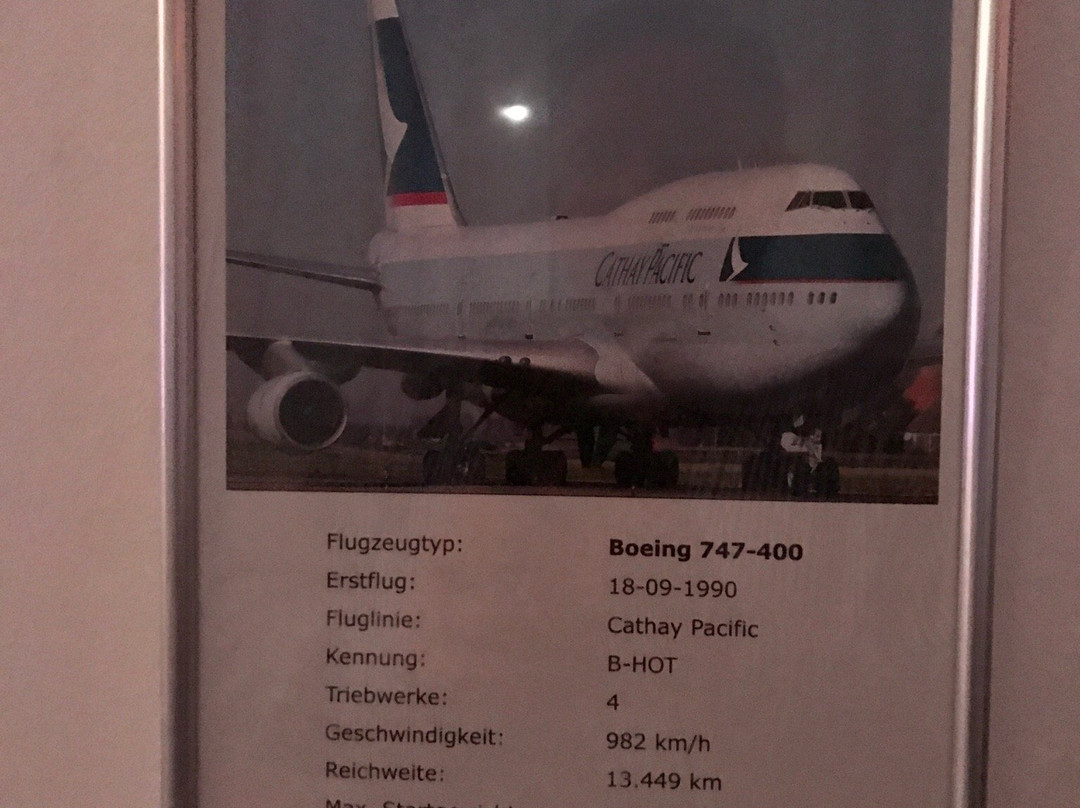 CATHAY PACIFIC
Flugzeugtyp: Boeing 747-400
Erstflug: 18-09-1990
Fluglinie: Cathay Pacific
Kennung: B-HOT
Triebwerke: 4
Geschwindigkeit: 982 km/h
Reichweite: 13.449 km
Max.